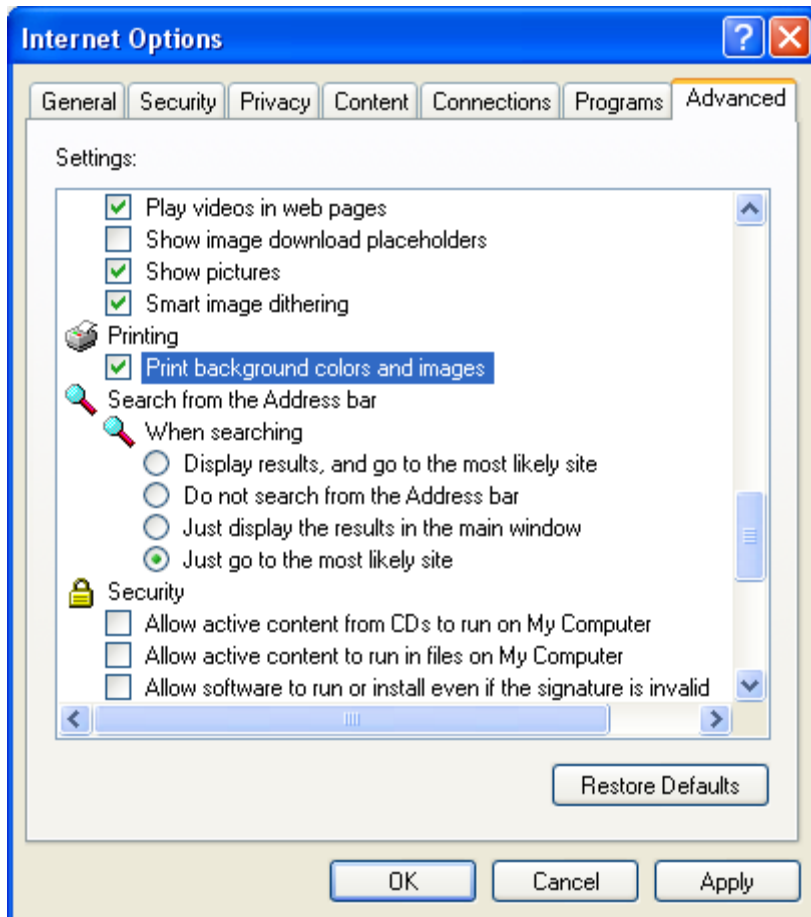 Internet Options
General Security Privacy Content Connections Programs Advanced
Settings:
Play videos in web pages
Show image download placeholders
Show pictures
Smart image dithering
Printing
Print background colors and images
Search from the Address bar
When searching
Display results, and go to the most likely site
Do not search from the Address bar
Just display the results in the main window
Just go to the most likely site
Security
Allow active content from CDs to run on My Computer
Allow active content to run in files on My Computer
Allow software to run or install even if the signature is invalid
Restore Defaults
OK Cancel Apply